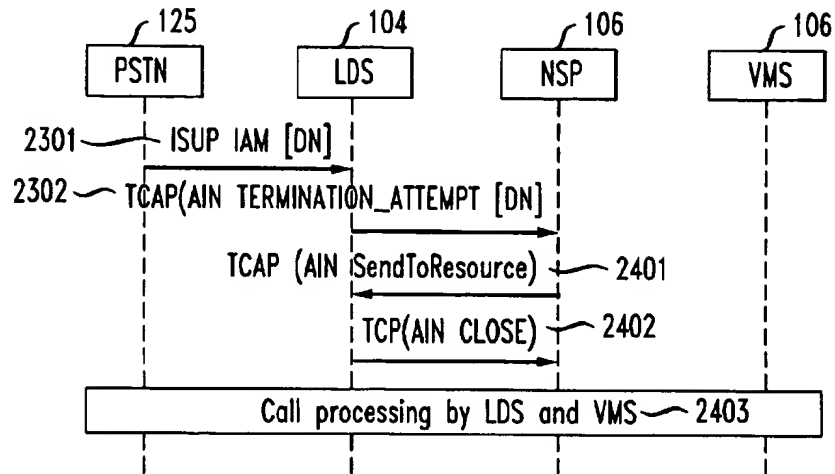 125 104 106 106
PSTN LDS NSP VMS
2301 ISUP IAM [DN]
2302 TCAP(AIN TERMINATION_ATTEMPT [DN]
TCAP (AIN SendToResource) 2401
TCP(AIN CLOSE) 2402
Call processing by LDS and VMS 2403